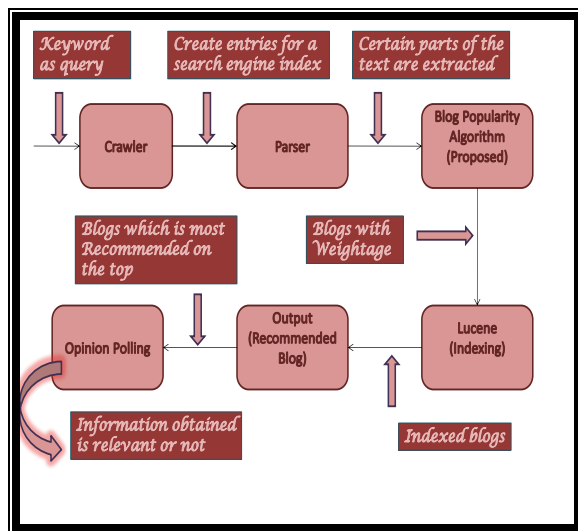 Keyword
as query
Create entries for a
search engine index
Certain parts of the
text are extracted
Crawler
Parser
Blog Popularity
Algorithm
(Proposed)
Blogs which is most
Recommended on
the top
Blogs with
Weightage
Opinion Polling
Output
(Recommended
Blog)
Lucene
(Indexing)
Information obtained
is relevant or not
Indexed blogs